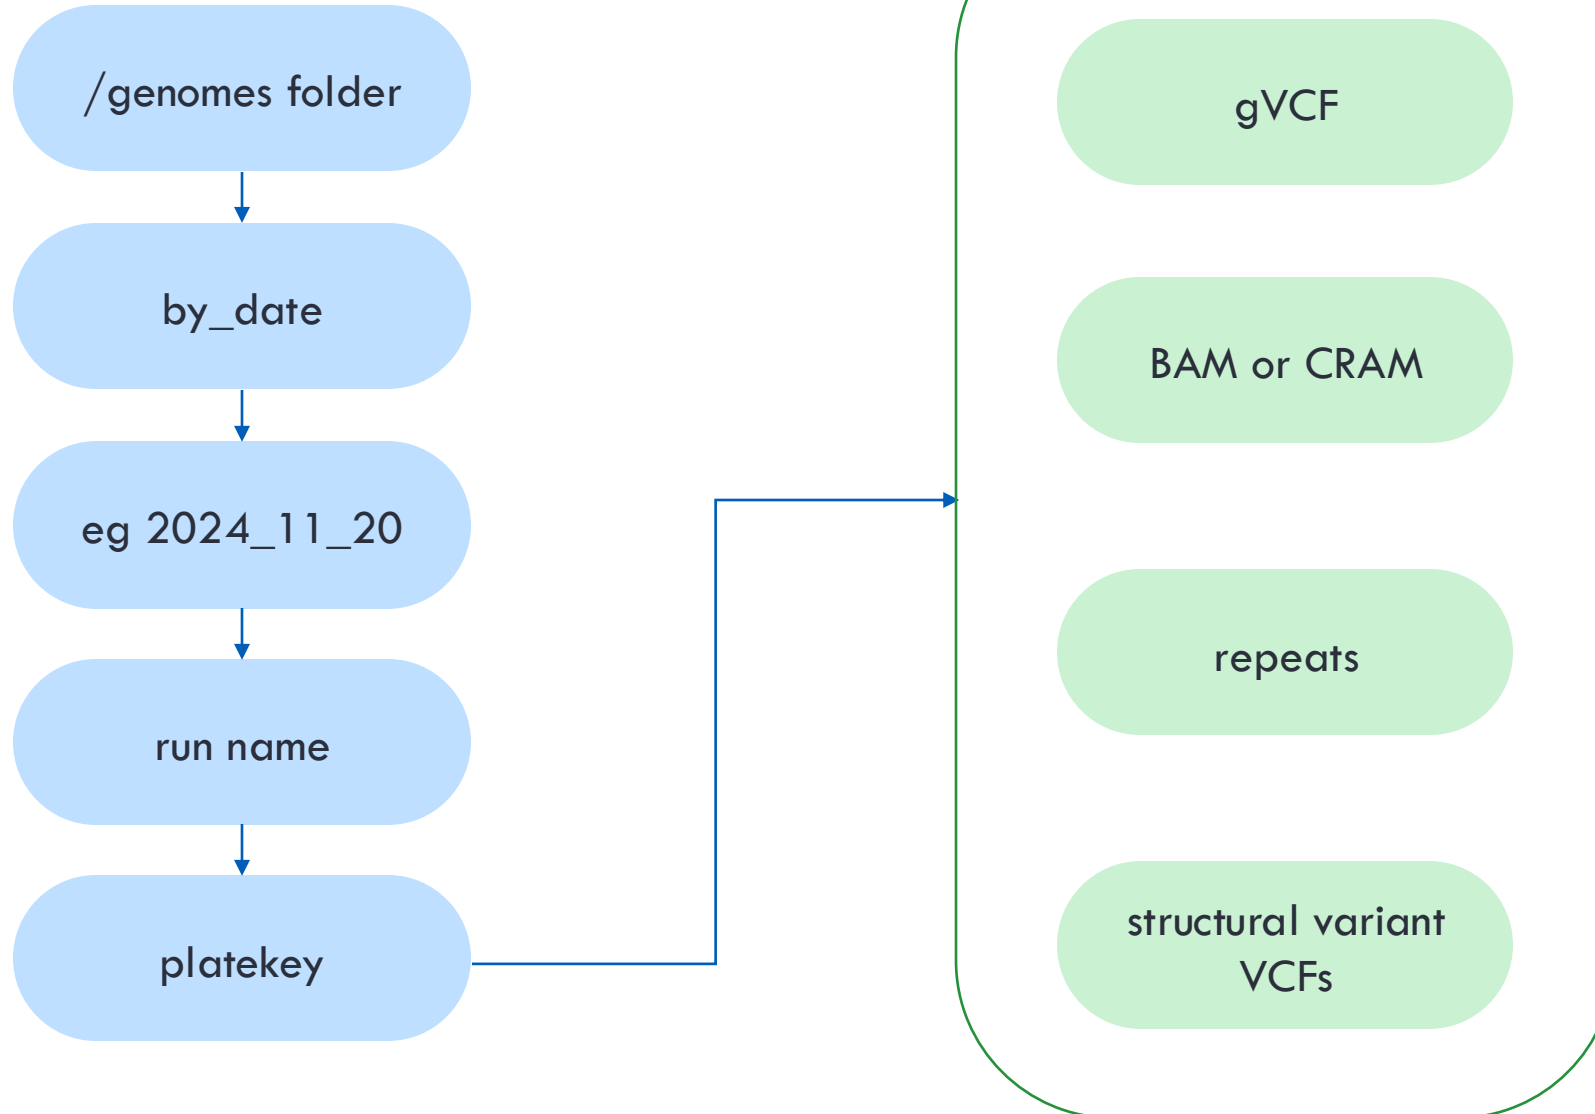 /genomes folder
by_date
eg 2024_11_20
run name
platekey
gVCF
BAM or CRAM
repeats
structural variant
VCFs